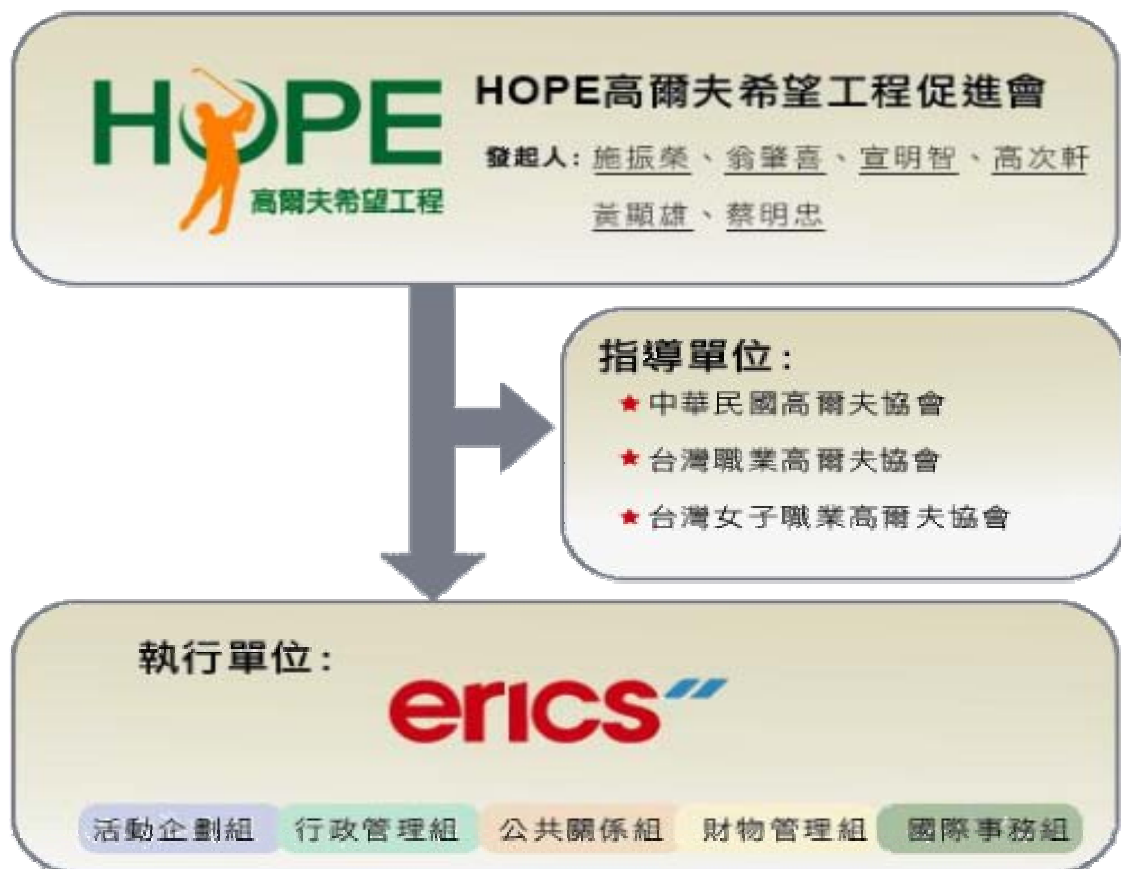 HOPE
高爾夫希望工程
HOPE高爾夫希望工程促進會
發起人: 施振榮、翁肇喜、宣明智、高次軒
黃顯雄、蔡明忠
指導單位:
★中華民國高爾夫協會
★台灣職業高爾夫協會
★台灣女子職業高爾夫協會
執行單位:
erics
活動企劃組 行政管理組 公共關係組 財物管理組 國際事務組